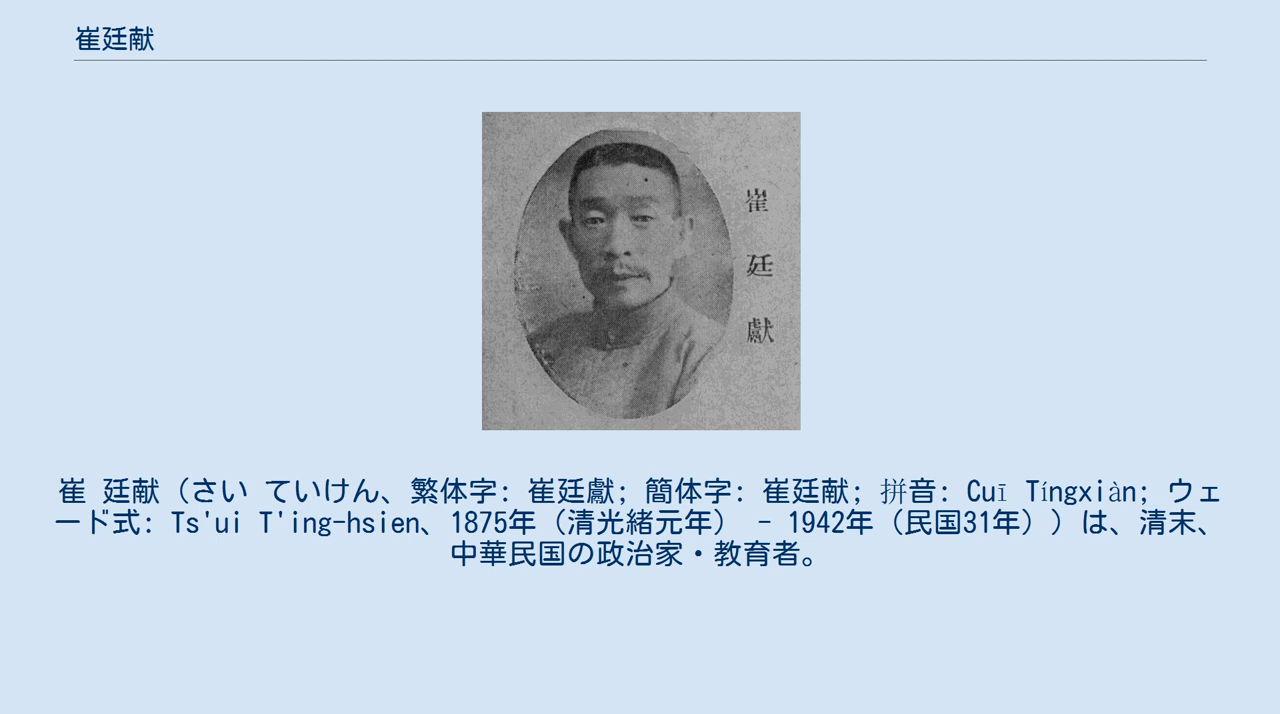 崔廷献
崔
廷
獻
崔 廷献（さい ていけん、繁体字: 崔廷獻; 簡体字: 崔廷献; 拼音: Cuī Tíngxiàn; ウェ
ード式: Ts'ui T'ing-hsien、1875年（清光緒元年） - 1942年（民国31年））は、清末、
中華民国の政治家・教育者。